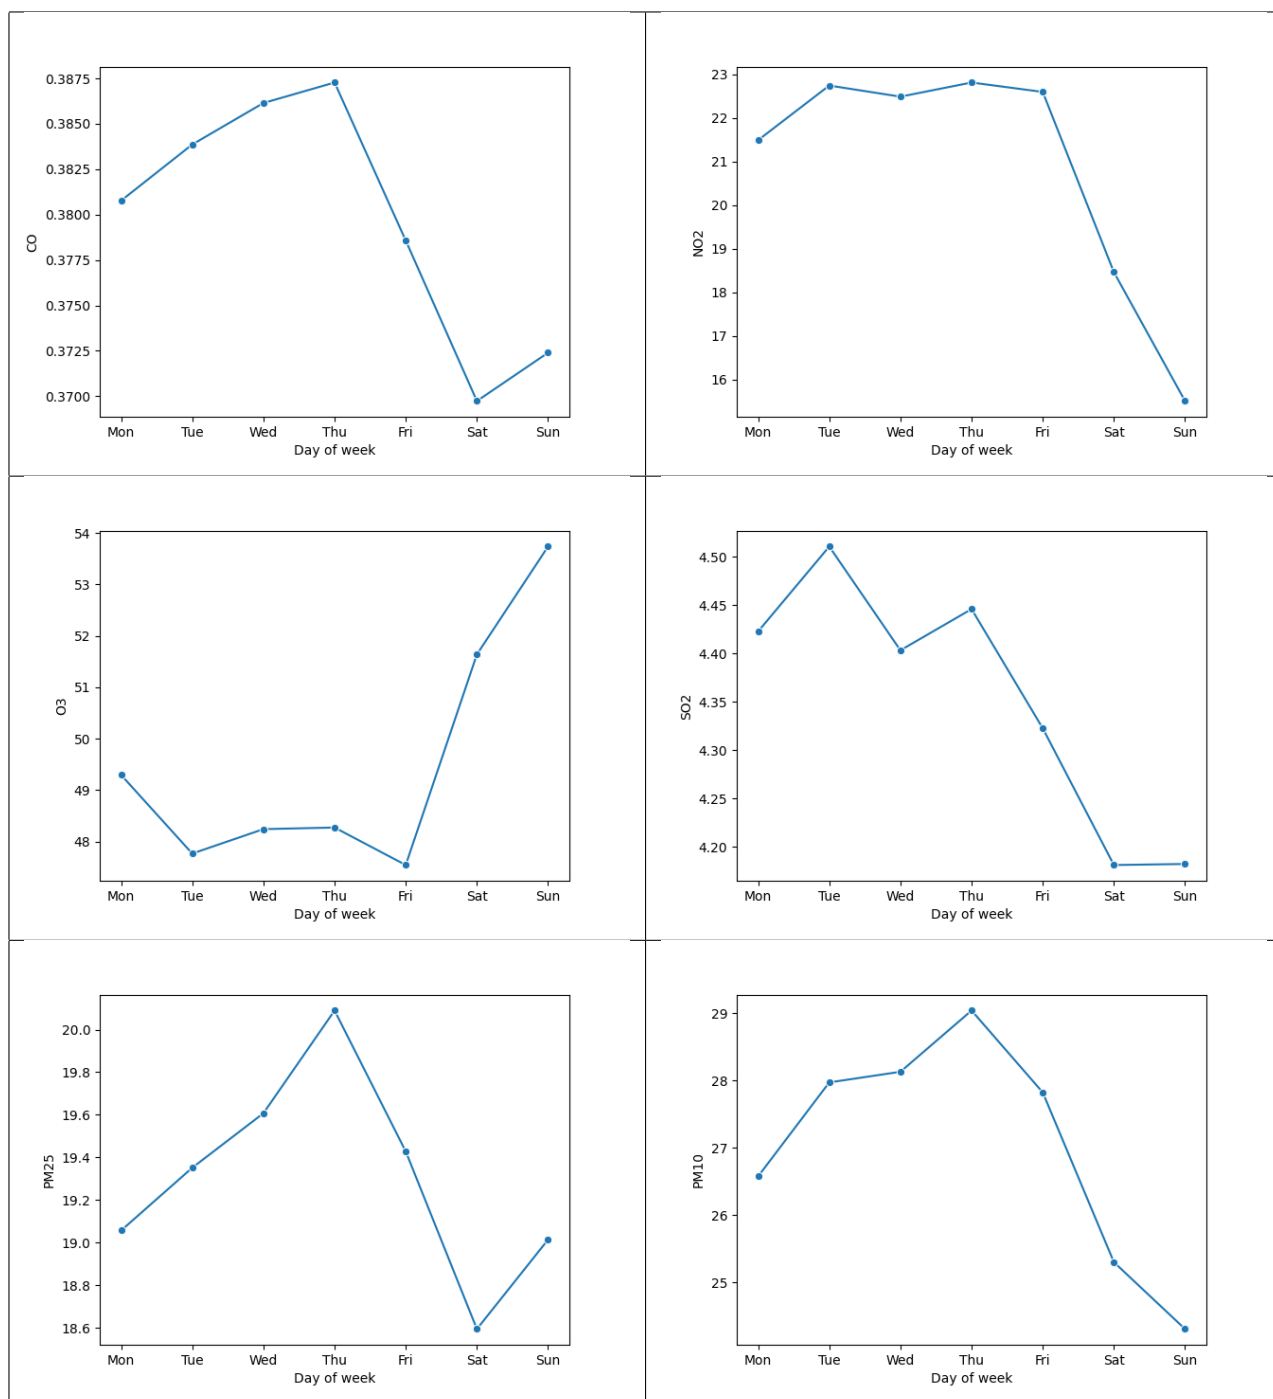 0.3875
0.3850
0.3825
0.3800
0.3775
0.3750
0.3725
0.3700
CO
Mon Tue Wed Thu Fri Sat Sun
Day of week
23
22
21
20
19
18
17
16
NO2
Mon Tue Wed Thu Fri Sat Sun
Day of week
54
53
52
51
50
49
48
O3
Mon Tue Wed Thu Fri Sat Sun
Day of week
4.50
4.45
4.40
4.35
4.30
4.25
4.20
SO2
Mon Tue Wed Thu Fri Sat Sun
Day of week
20.0
19.8
19.6
19.4
19.2
19.0
18.8
18.6
PM25
Mon Tue Wed Thu Fri Sat Sun
Day of week
29
28
27
26
25
PM10
Mon Tue Wed Thu Fri Sat Sun
Day of week